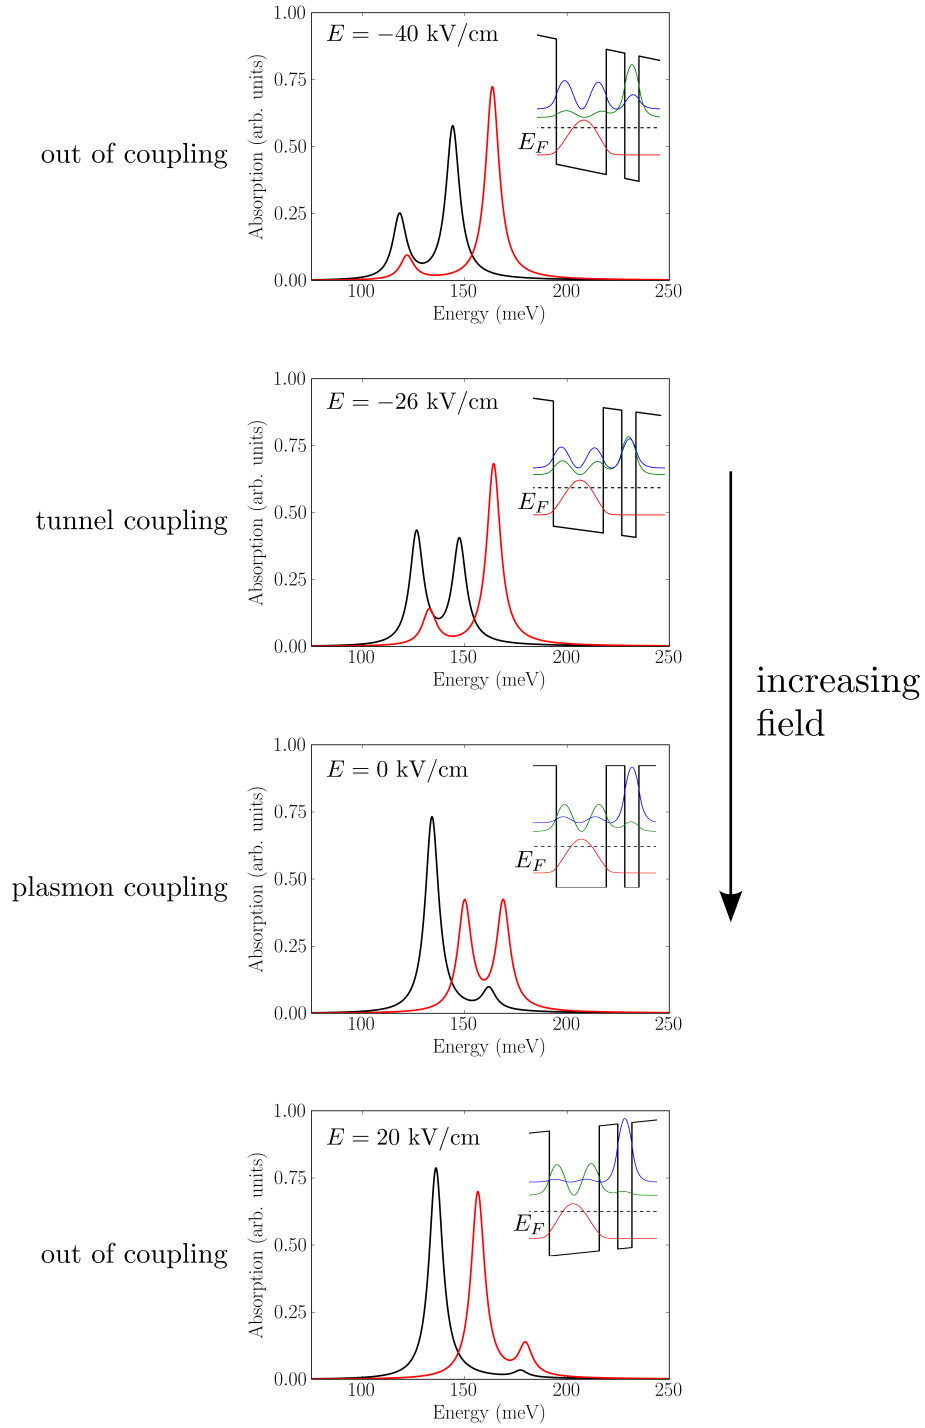 out of coupling
Absorption (arb. units)
1.00
0.75
0.50
0.25
0.00
E = −40 kV/cm
E_F
100 150 200 250
Energy (meV)
tunnel coupling
Absorption (arb. units)
1.00
0.75
0.50
0.25
0.00
E = −26 kV/cm
E_F
100 150 200 250
Energy (meV)
increasing
field
plasmon coupling
Absorption (arb. units)
1.00
0.75
0.50
0.25
0.00
E = 0 kV/cm
E_F
100 150 200 250
Energy (meV)
out of coupling
Absorption (arb. units)
1.00
0.75
0.50
0.25
0.00
E = 20 kV/cm
E_F
100 150 200 250
Energy (meV)